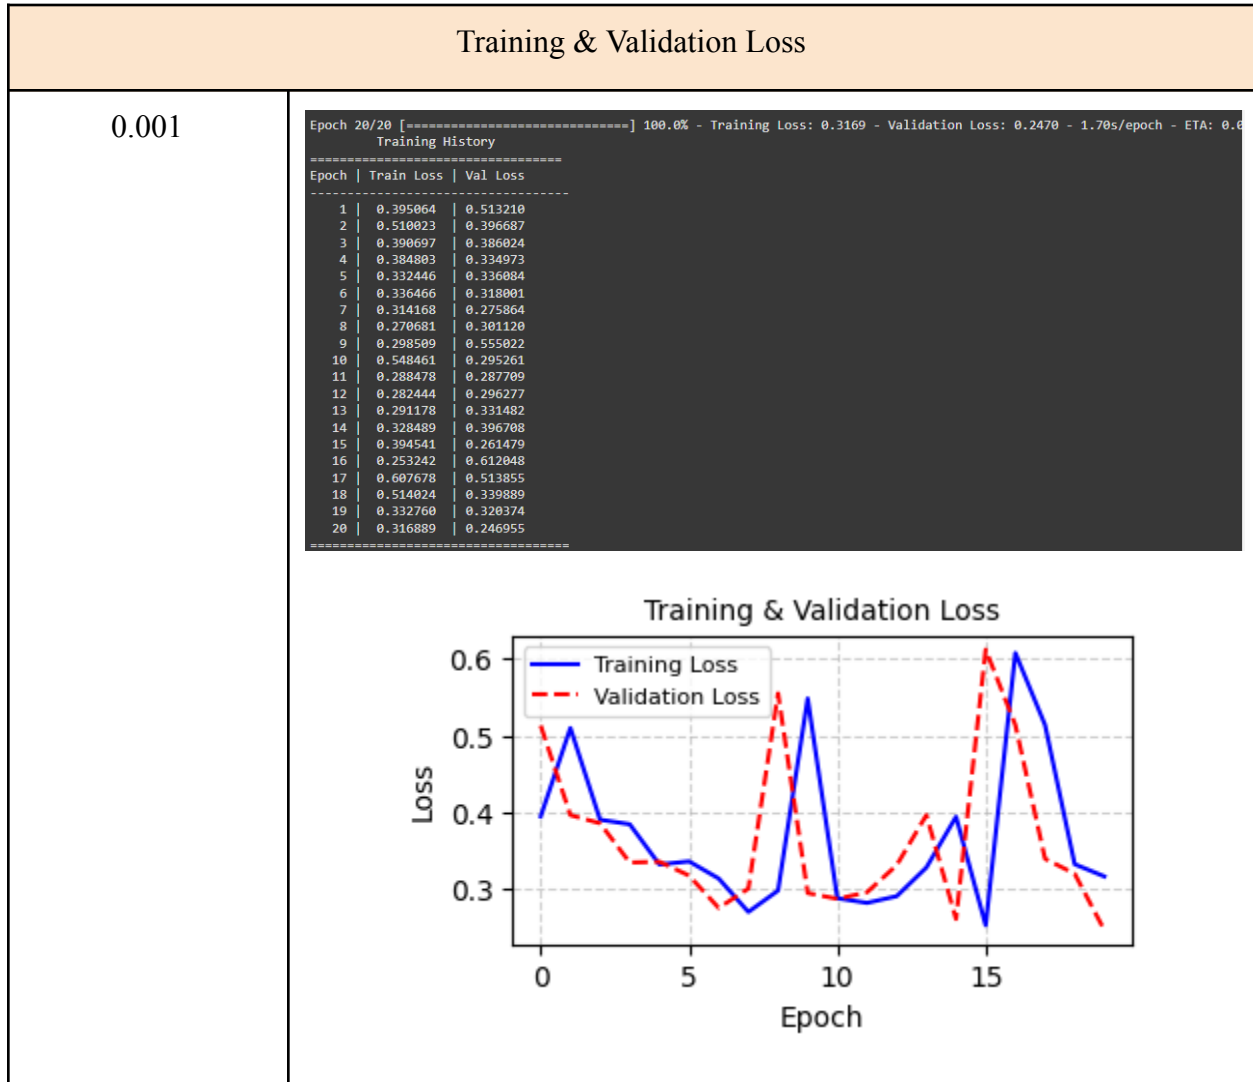 Training & Validation Loss
0.001
Epoch 20/20 [==============================] 100.0% - Training Loss: 0.3169 - Validation Loss: 0.2470 - 1.70s/epoch - ETA: 0.0
Training History
==================================
Epoch | Train Loss | Val Loss
-----------------------------------
1 | 0.395064 | 0.513210
2 | 0.510023 | 0.396687
3 | 0.390697 | 0.386024
4 | 0.384803 | 0.334973
5 | 0.332446 | 0.336084
6 | 0.336466 | 0.318001
7 | 0.314168 | 0.275864
8 | 0.270681 | 0.301120
9 | 0.298509 | 0.555022
10 | 0.548461 | 0.295261
11 | 0.288478 | 0.287709
12 | 0.282444 | 0.296277
13 | 0.291178 | 0.331482
14 | 0.328489 | 0.396708
15 | 0.394541 | 0.261479
16 | 0.253242 | 0.612048
17 | 0.607678 | 0.513855
18 | 0.514024 | 0.339889
19 | 0.332760 | 0.320374
20 | 0.316889 | 0.246955
===================================
Training & Validation Loss
Training Loss
Validation Loss
0.6
0.5
0.4
0.3
Loss
0 5 10 15
Epoch